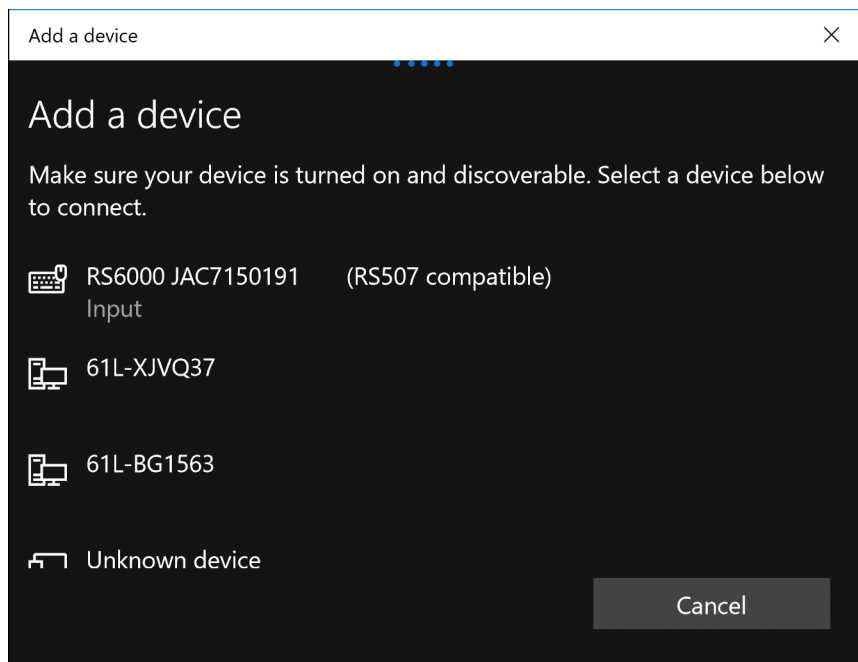 Add a device
Add a device
Make sure your device is turned on and discoverable. Select a device below
to connect.
RS6000 JAC7150191 (RS507 compatible)
Input
61L-XJVQ37
61L-BG1563
Unknown device
Cancel